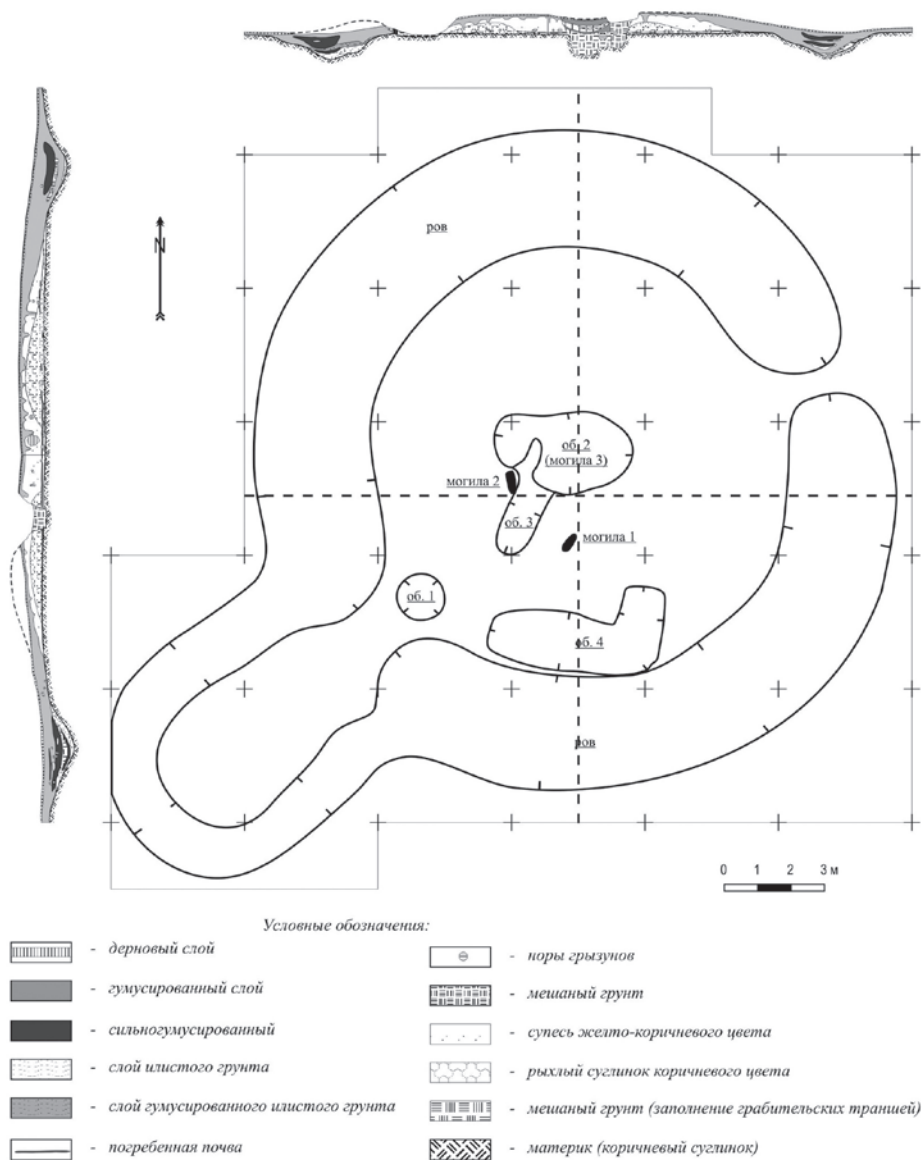 N
ров
об. 2
(могила 3)
могила 2
об. 3
могила 1
об. 1
об. 4
ров
0 1 2 3 м
Условные обозначения:
- дерновый слой
- гумусированный слой
- сильногумусированный
- слой илистого грунта
- слой гумусированного илистого грунта
- погребенная почва
- норы грызунов
- мешаный грунт
- супесь желто-коричневого цвета
- рыхлый суглинок коричневого цвета
- мешаный грунт (заполнение грабительских траншей)
- материк (коричневый суглинок)